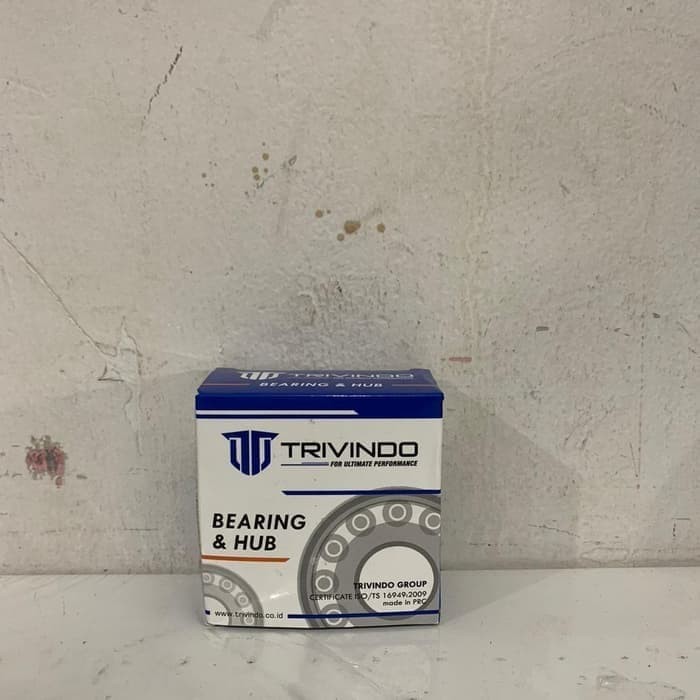 TRIVINDO
BEARING & HUB
TRIVINDO
FOR ULTIMATE PERFORMANCE
BEARING
& HUB
TRIVINDO GROUP
CERTIFICATE ISO/TS 16949:2009
made in PRC
www.trivindo.co.id